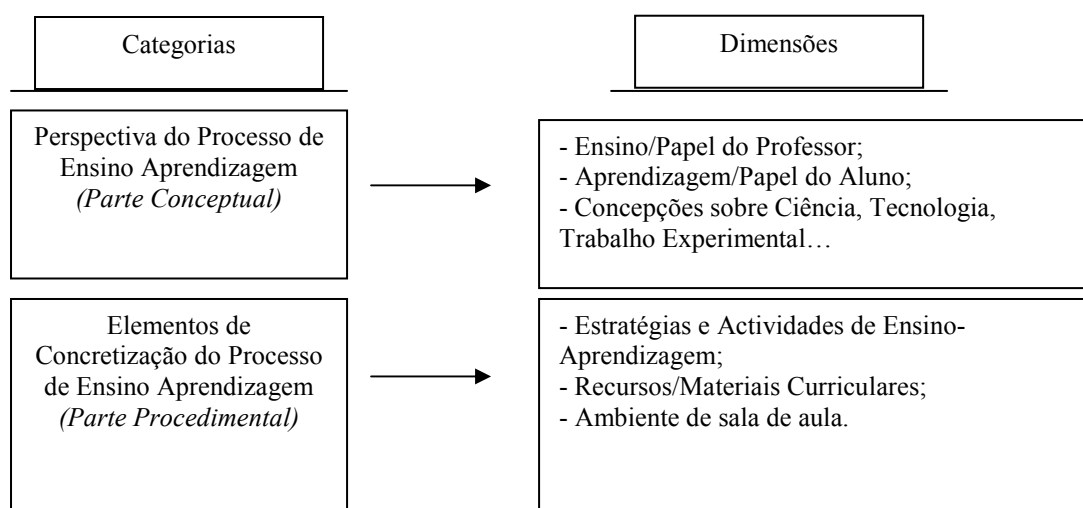 Categorias
Dimensões
Perspectiva do Processo de
Ensino Aprendizagem
(Parte Conceptual)
- Ensino/Papel do Professor;
- Aprendizagem/Papel do Aluno;
- Concepções sobre Ciência, Tecnologia,
Trabalho Experimental…
Elementos de
Concretização do Processo
de Ensino Aprendizagem
(Parte Procedimental)
- Estratégias e Actividades de Ensino-
Aprendizagem;
- Recursos/Materiais Curriculares;
- Ambiente de sala de aula.